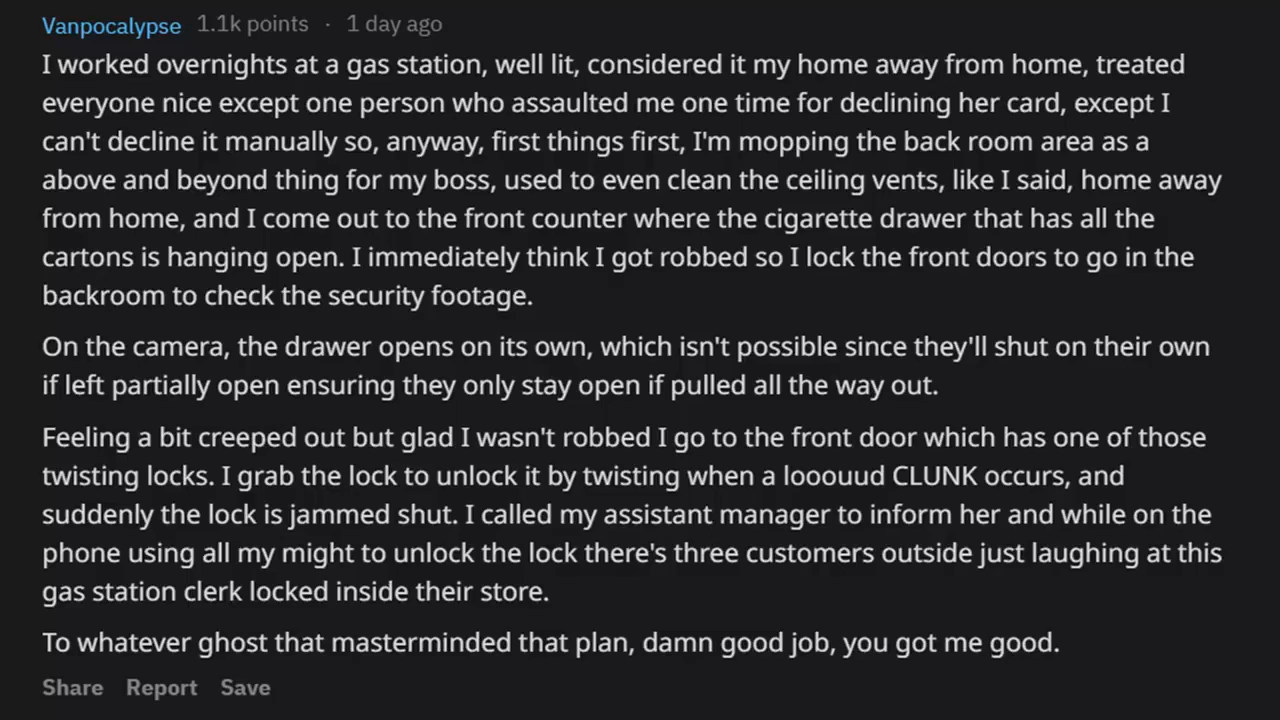 Vanpocalypse 1.1k points · 1 day ago
I worked overnights at a gas station, well lit, considered it my home away from home, treated
everyone nice except one person who assaulted me one time for declining her card, except I
can't decline it manually so, anyway, first things first, I'm mopping the back room area as a
above and beyond thing for my boss, used to even clean the ceiling vents, like I said, home away
from home, and I come out to the front counter where the cigarette drawer that has all the
cartons is hanging open. I immediately think I got robbed so I lock the front doors to go in the
backroom to check the security footage.
On the camera, the drawer opens on its own, which isn't possible since they'll shut on their own
if left partially open ensuring they only stay open if pulled all the way out.
Feeling a bit creeped out but glad I wasn't robbed I go to the front door which has one of those
twisting locks. I grab the lock to unlock it by twisting when a looouud CLUNK occurs, and
suddenly the lock is jammed shut. I called my assistant manager to inform her and while on the
phone using all my might to unlock the lock there's three customers outside just laughing at this
gas station clerk locked inside their store.
To whatever ghost that masterminded that plan, damn good job, you got me good.
Share Report Save